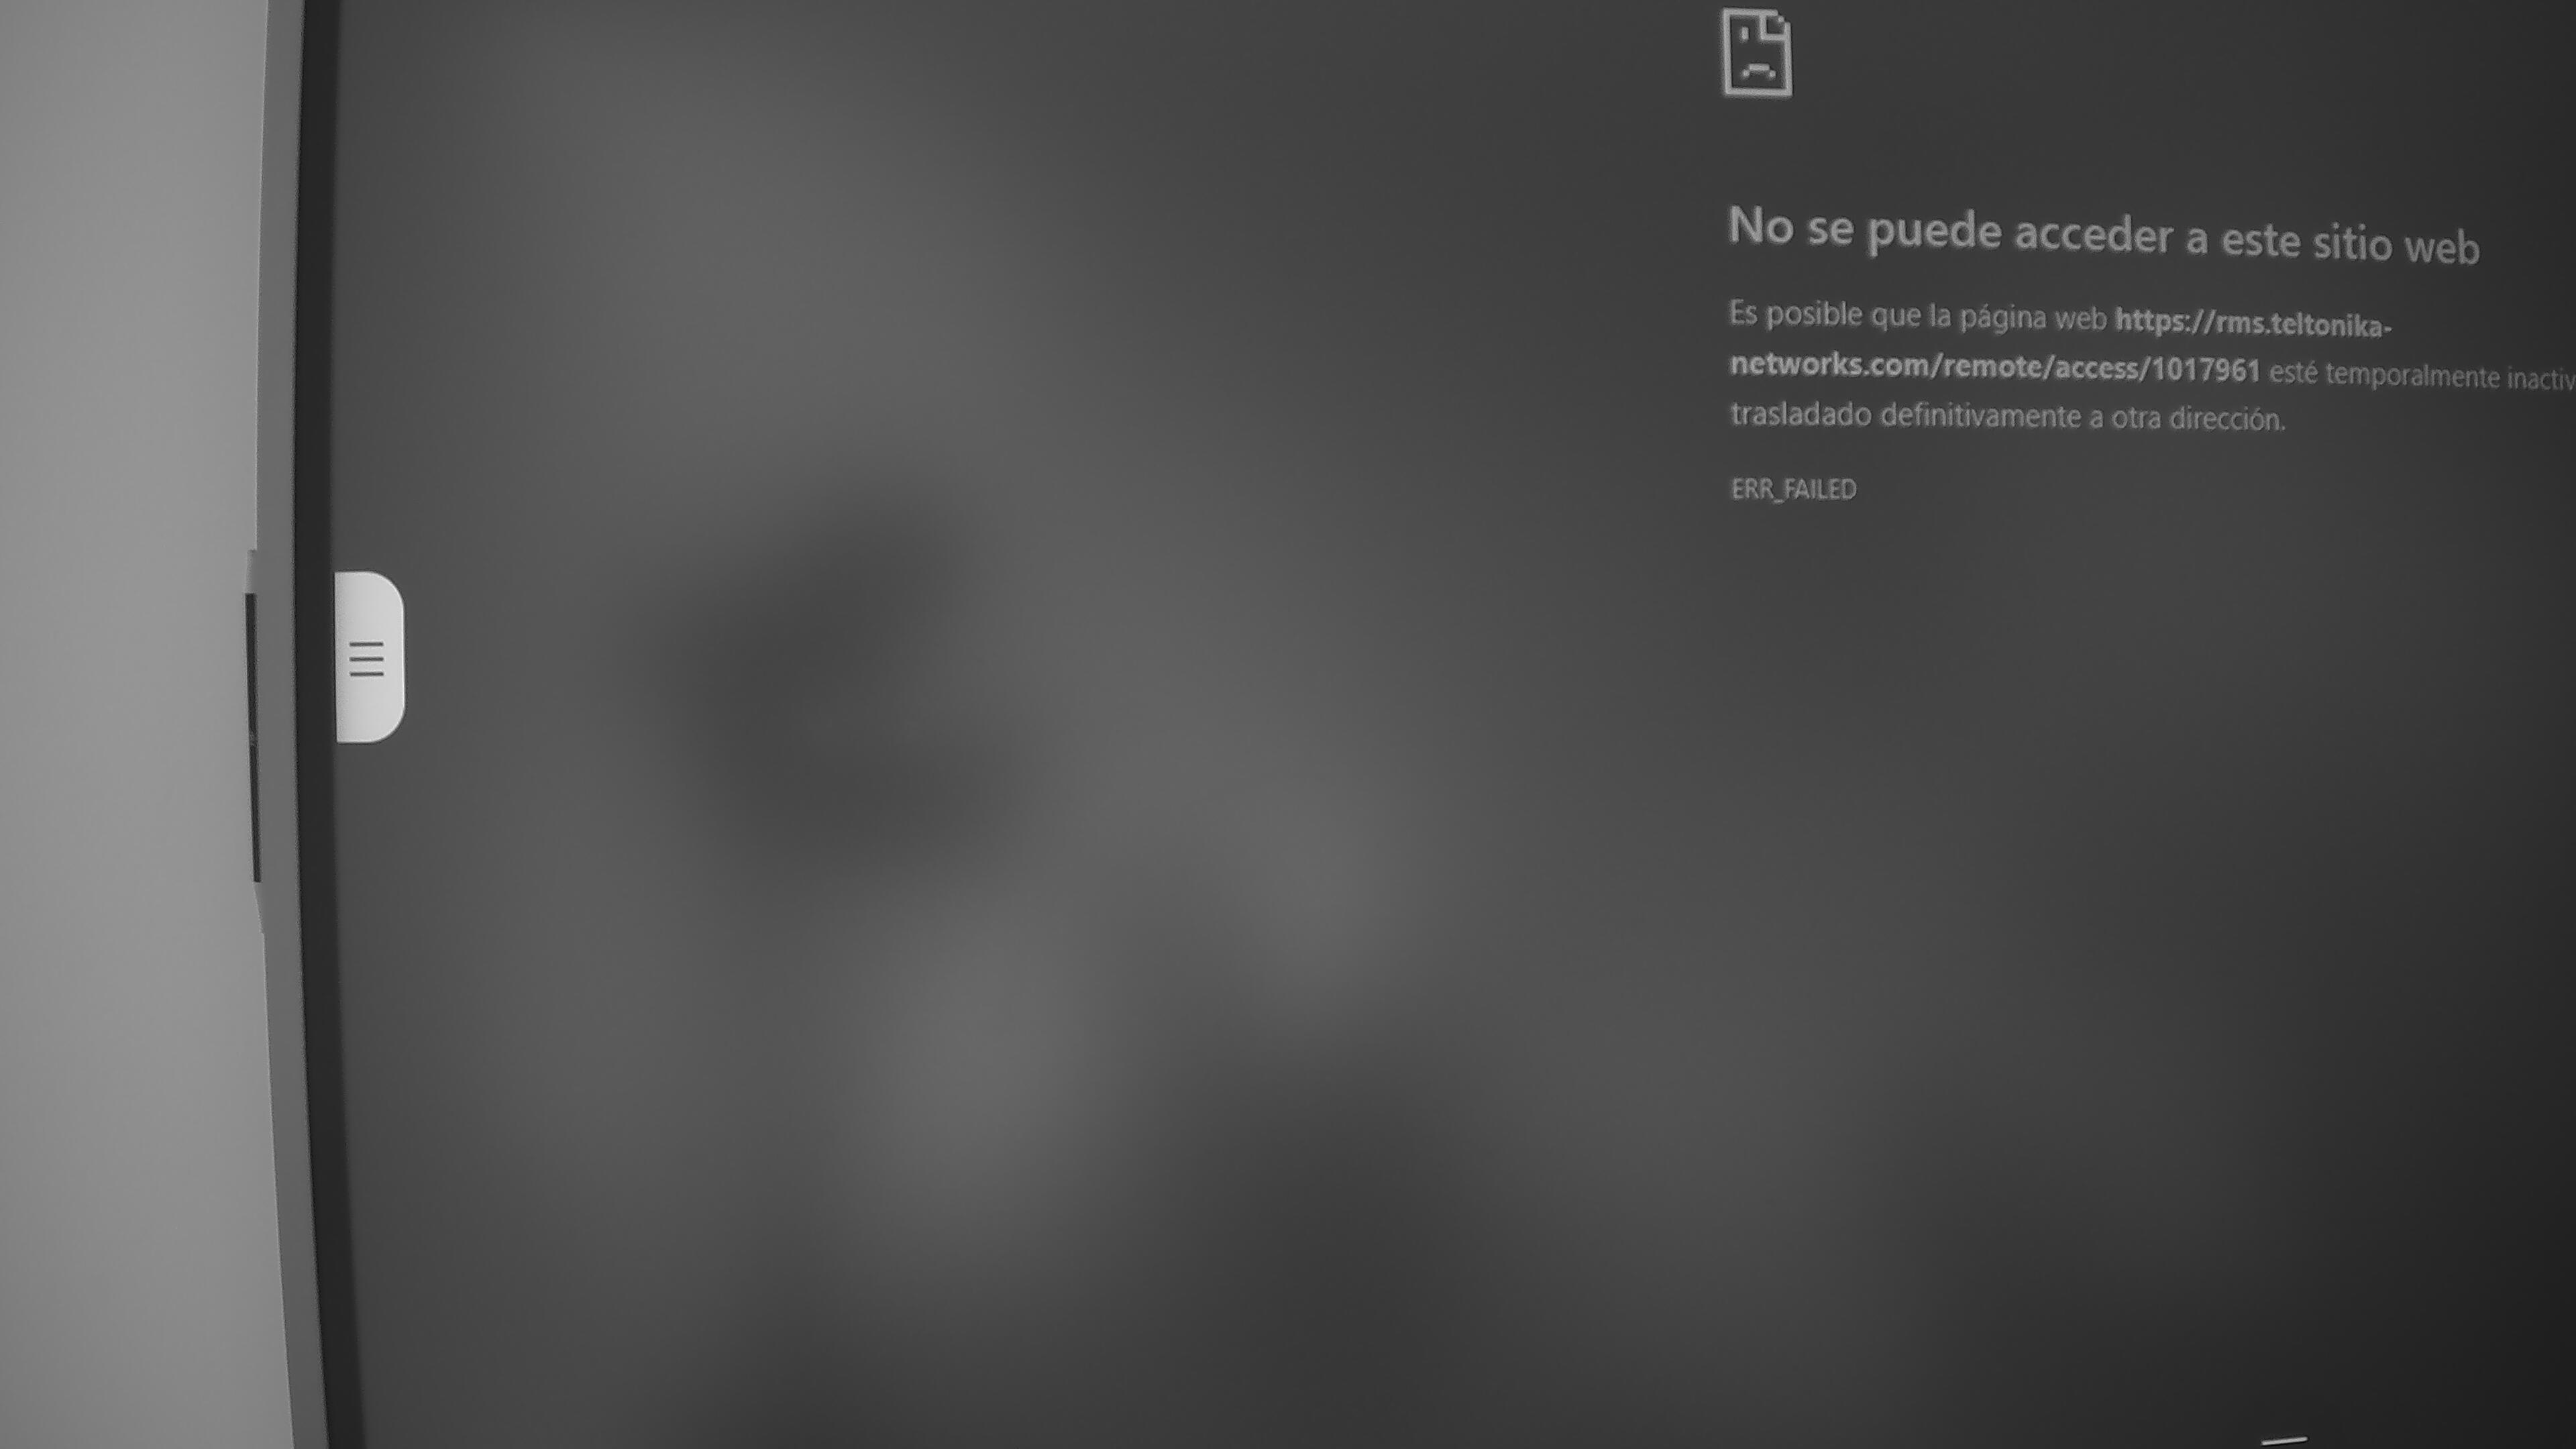 No se puede acceder a este sitio web
Es posible que la página web https://rms.teltonika-
networks.com/remote/access/1017961 esté temporalmente inactiv
trasladado definitivamente a otra dirección.
ERR_FAILED